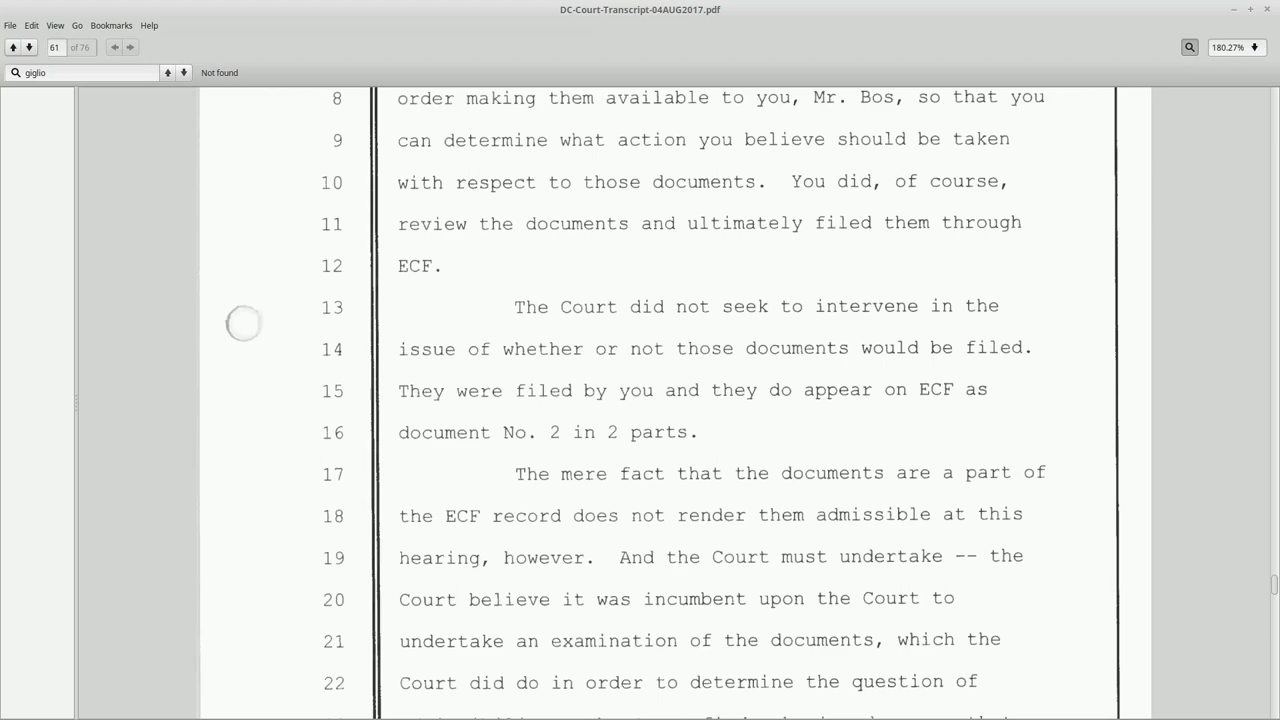 DC-Court-Transcript-04AUG2017.pdf
File Edit View Go Bookmarks Help
61 of 76 180.27%
giglio Not found
8 order making them available to you, Mr. Bos, so that you
9 can determine what action you believe should be taken
10 with respect to those documents. You did, of course,
11 review the documents and ultimately filed them through
12 ECF.
13 The Court did not seek to intervene in the
14 issue of whether or not those documents would be filed.
15 They were filed by you and they do appear on ECF as
16 document No. 2 in 2 parts.
17 The mere fact that the documents are a part of
18 the ECF record does not render them admissible at this
19 hearing, however. And the Court must undertake -- the
20 Court believe it was incumbent upon the Court to
21 undertake an examination of the documents, which the
22 Court did do in order to determine the question of